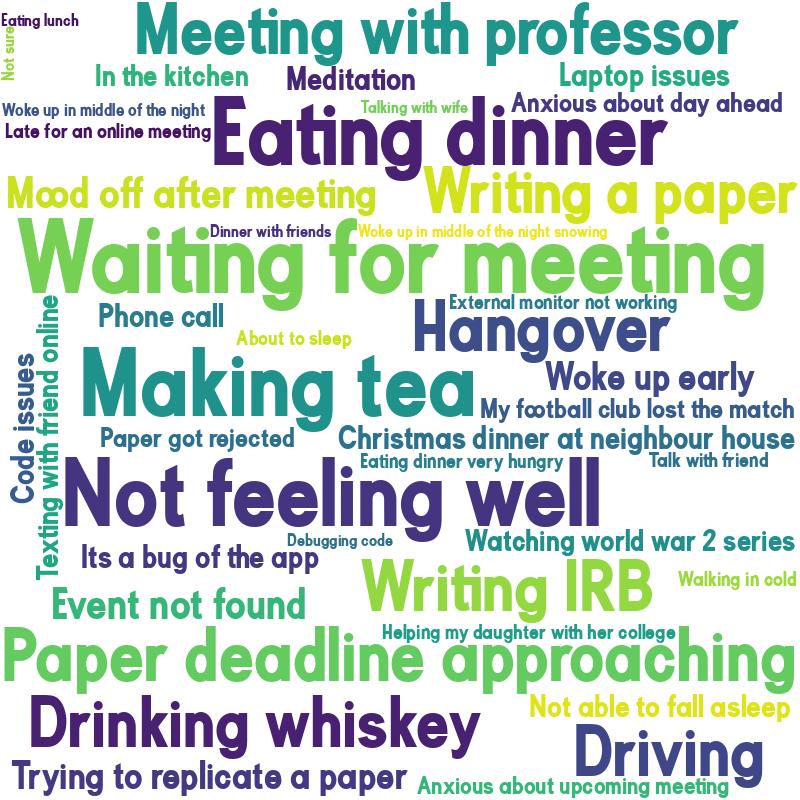 Eating lunch
Meeting with professor
Not sure
In the kitchen
Meditation
Laptop issues
Woke up in middle of the night
Talking with wife
Anxious about day ahead
Late for an online meeting
Eating dinner
Mood off after meeting
Writing a paper
Dinner with friends
Woke up in middle of the night snowing
Waiting for meeting
External monitor not working
Phone call
Hangover
About to sleep
Texting with friend online
Code issues
Making tea
Woke up early
My football club lost the match
Paper got rejected
Christmas dinner at neighbour house
Eating dinner very hungry
Talk with friend
Not feeling well
Debugging code
Watching world war 2 series
Its a bug of the app
Writing IRB
Walking in cold
Event not found
Helping my daughter with her college
Paper deadline approaching
Drinking whiskey
Not able to fall asleep
Driving
Trying to replicate a paper
Anxious about upcoming meeting